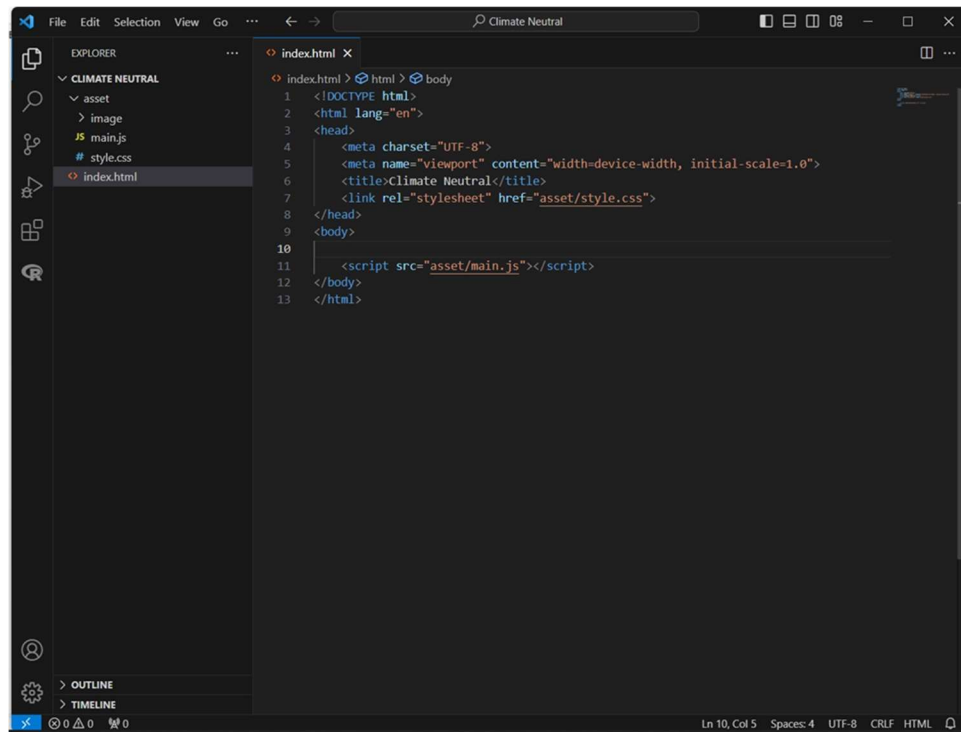 File Edit Selection View Go ··· Climate Neutral
EXPLORER ···
CLIMATE NEUTRAL
asset
image
JS main.js
# style.css
<> index.html
<> index.html
<> index.html > html > body
1 <!DOCTYPE html>
2 <html lang="en">
3 <head>
4 <meta charset="UTF-8">
5 <meta name="viewport" content="width=device-width, initial-scale=1.0">
6 <title>Climate Neutral</title>
7 <link rel="stylesheet" href="asset/style.css">
8 </head>
9 <body>
10
11 <script src="asset/main.js"></script>
12 </body>
13 </html>
OUTLINE
TIMELINE
0 0 0 Ln 10, Col 5 Spaces: 4 UTF-8 CRLF HTML